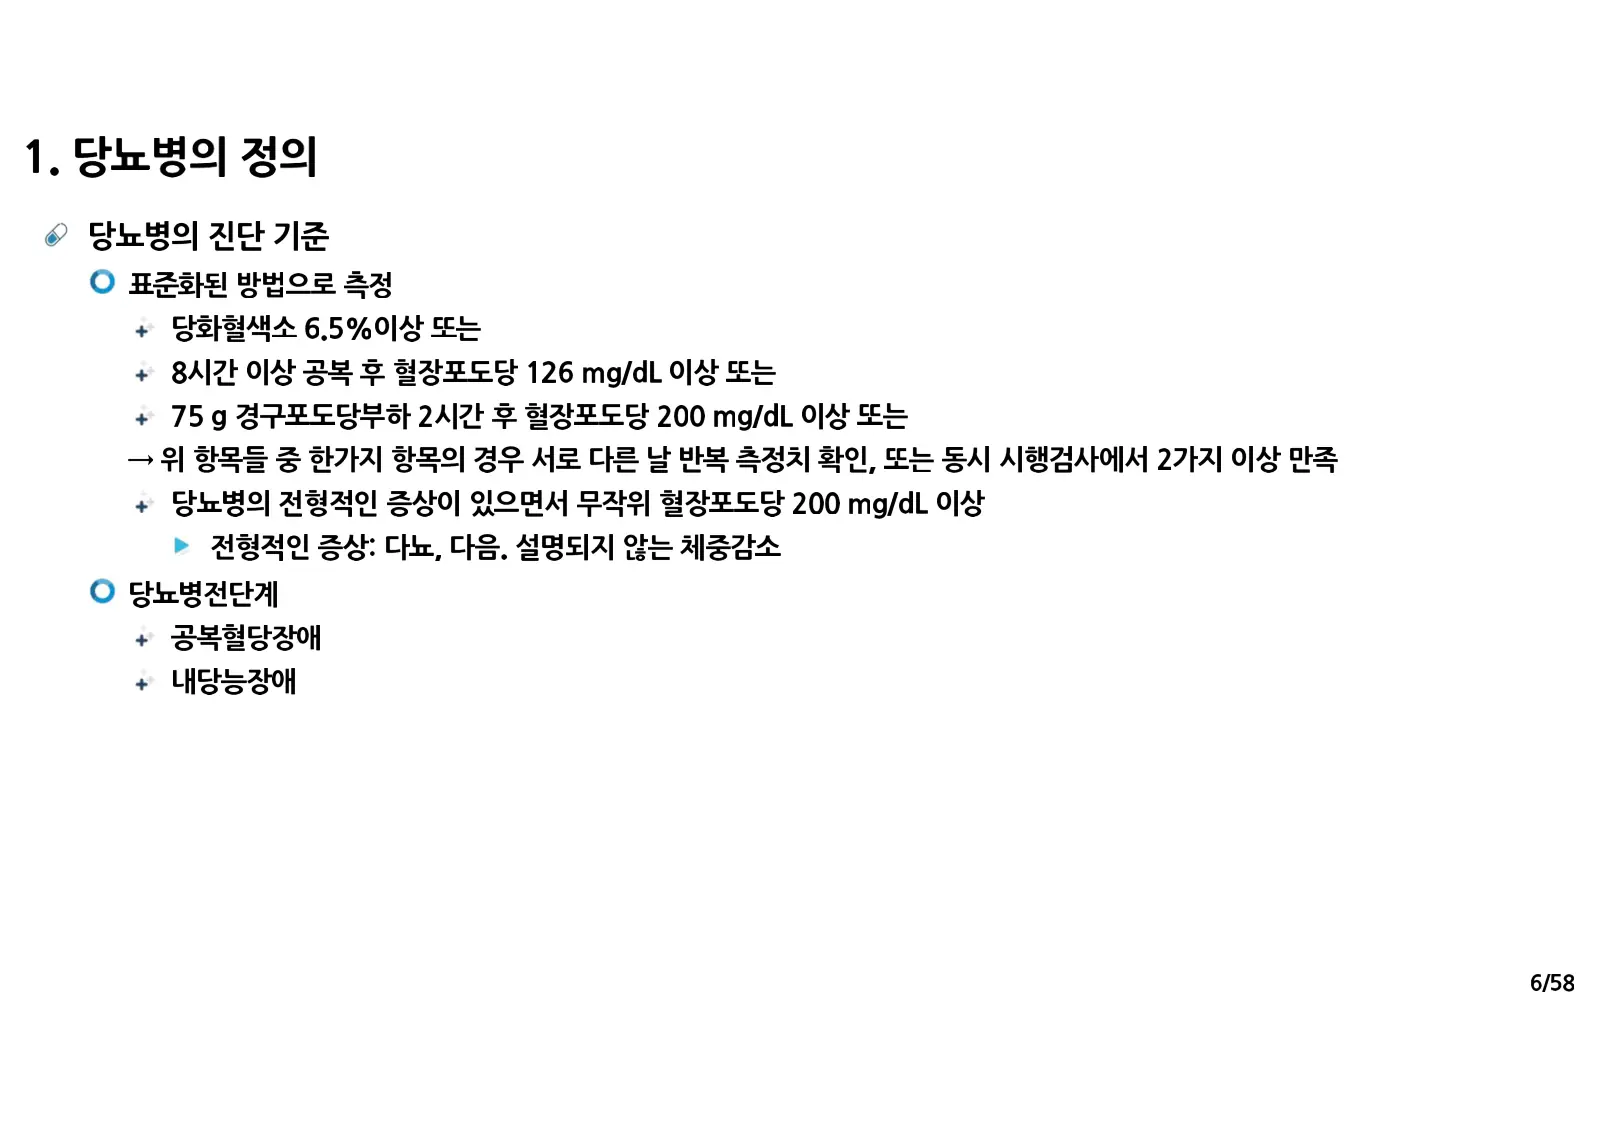 1. 당뇨병의 정의
당뇨병의 진단 기준
표준화된 방법으로 측정
당화혈색소 6.5%이상 또는
8시간 이상 공복 후 혈장포도당 126 mg/dL 이상 또는
75 g 경구포도당부하 2시간 후 혈장포도당 200 mg/dL 이상 또는
→ 위 항목들 중 한가지 항목의 경우 서로 다른 날 반복 측정치 확인, 또는 동시 시행검사에서 2가지 이상 만족
당뇨병의 전형적인 증상이 있으면서 무작위 혈장포도당 200 mg/dL 이상
전형적인 증상: 다뇨, 다음. 설명되지 않는 체중감소
당뇨병전단계
공복혈당장애
내당능장애
6/58